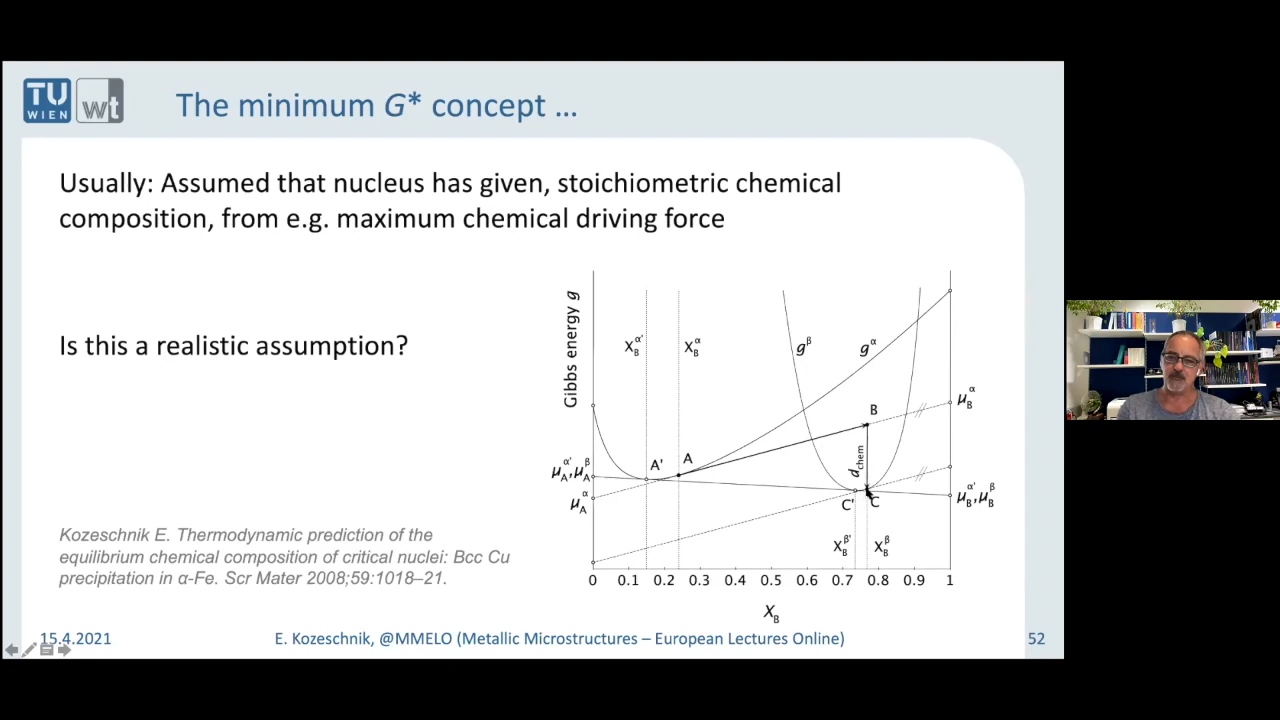 TU
WIEN
wt
The minimum G* concept ...
Usually: Assumed that nucleus has given, stoichiometric chemical
composition, from e.g. maximum chemical driving force
Is this a realistic assumption?
Kozeschnik E. Thermodynamic prediction of the
equilibrium chemical composition of critical nuclei: Bcc Cu
precipitation in α-Fe. Scr Mater 2008;59:1018–21.
Gibbs energy g
X_B^α' X_B^α
g^β g^α
μ_B^α
B
A' A
d_chem
μ_A^α', μ_A^β
μ_A^α
C' C
μ_B^α', μ_B^β
X_B^β' X_B^β
0 0.1 0.2 0.3 0.4 0.5 0.6 0.7 0.8 0.9 1
X_B
15.4.2021 E. Kozeschnik, @MMELO (Metallic Microstructures – European Lectures Online) 52